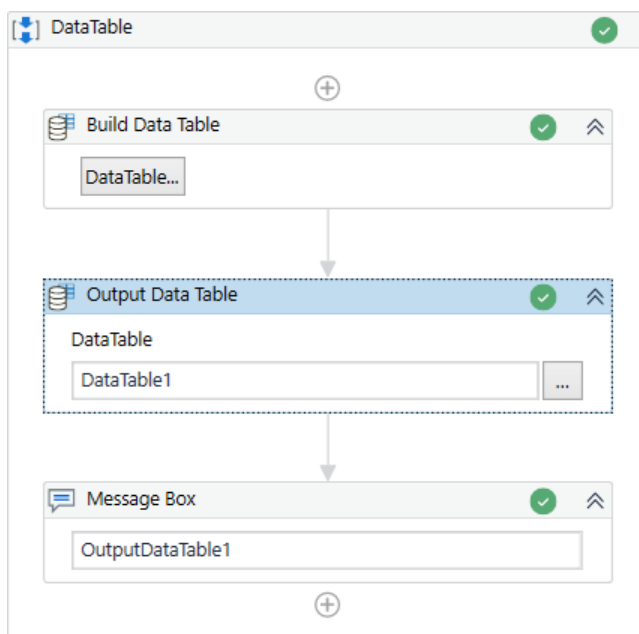 DataTable
Build Data Table
DataTable...
Output Data Table
DataTable
DataTable1
...
Message Box
OutputDataTable1